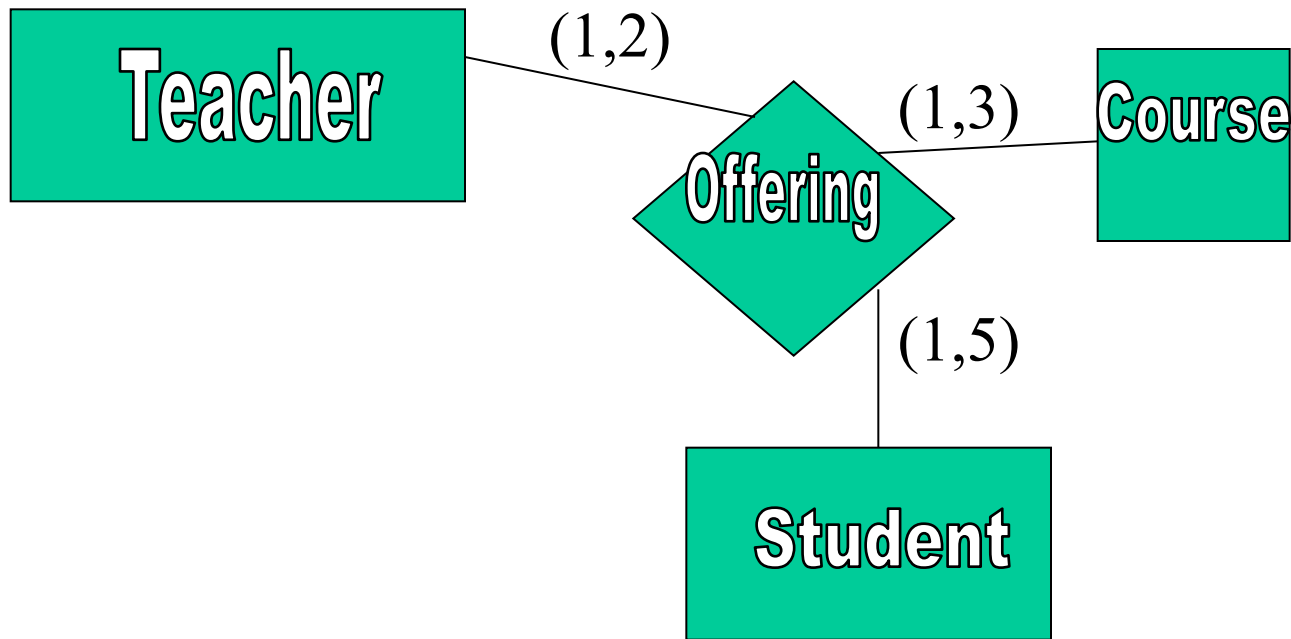 Teacher
(1,2)
Offering
(1,3)
Course
(1,5)
Student